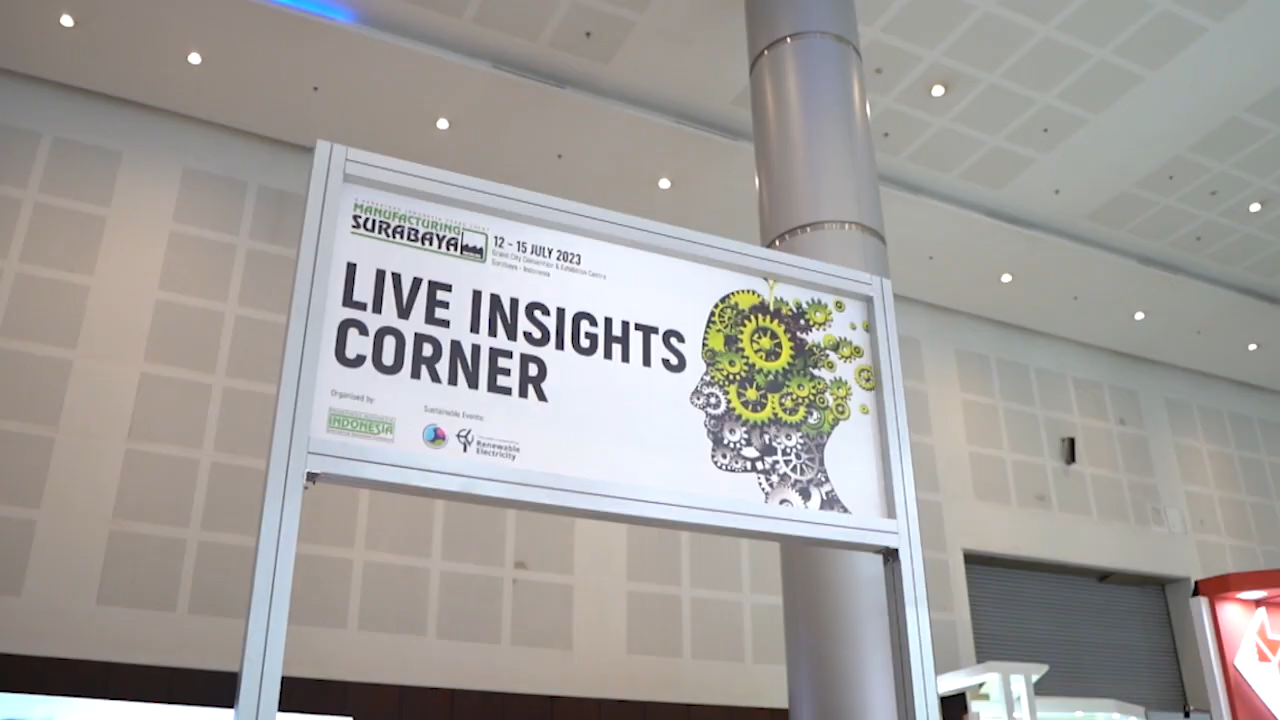 MANUFACTURING
SURABAYA
12 - 15 JULY 2023
Grand City Convention & Exhibition Centre
Surabaya - Indonesia
LIVE INSIGHTS
CORNER
Organised by:
INDONESIA
Sustainable Events:
Renewable
Electricity